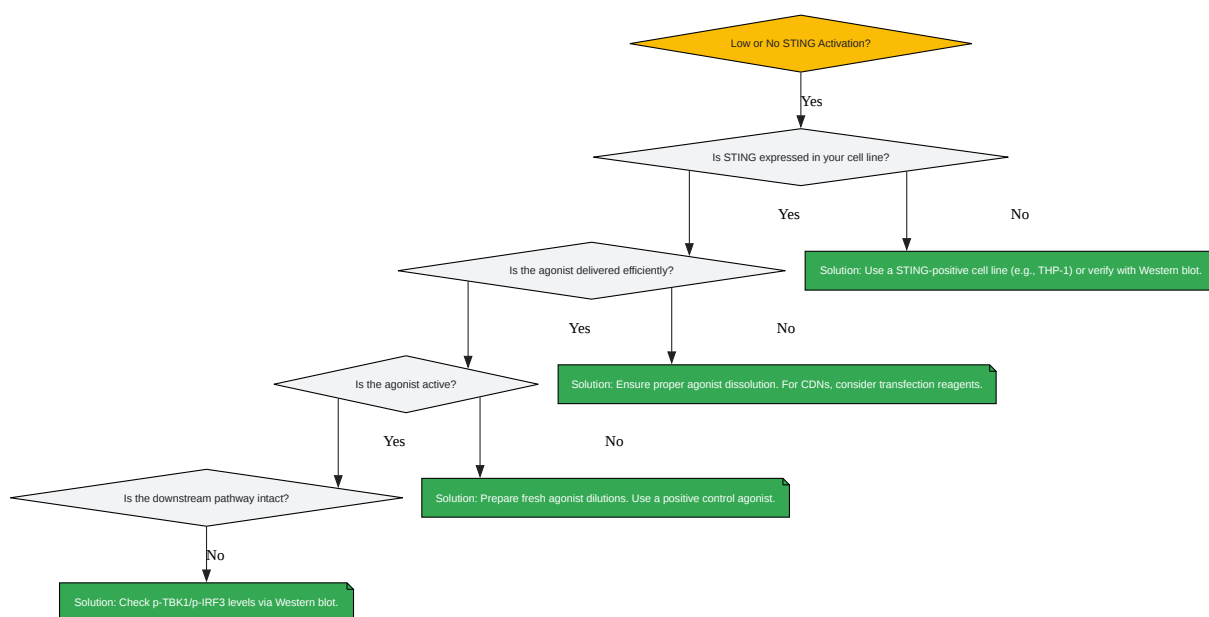 Low or No STING Activation?
Yes
Is STING expressed in your cell line?
Yes
No
Is the agonist delivered efficiently?
Solution: Use a STING-positive cell line (e.g., THP-1) or verify with Western blot.
Yes
No
Is the agonist active?
Solution: Ensure proper agonist dissolution. For CDNs, consider transfection reagents.
Yes
No
Is the downstream pathway intact?
Solution: Prepare fresh agonist dilutions. Use a positive control agonist.
No
Solution: Check p-TBK1/p-IRF3 levels via Western blot.